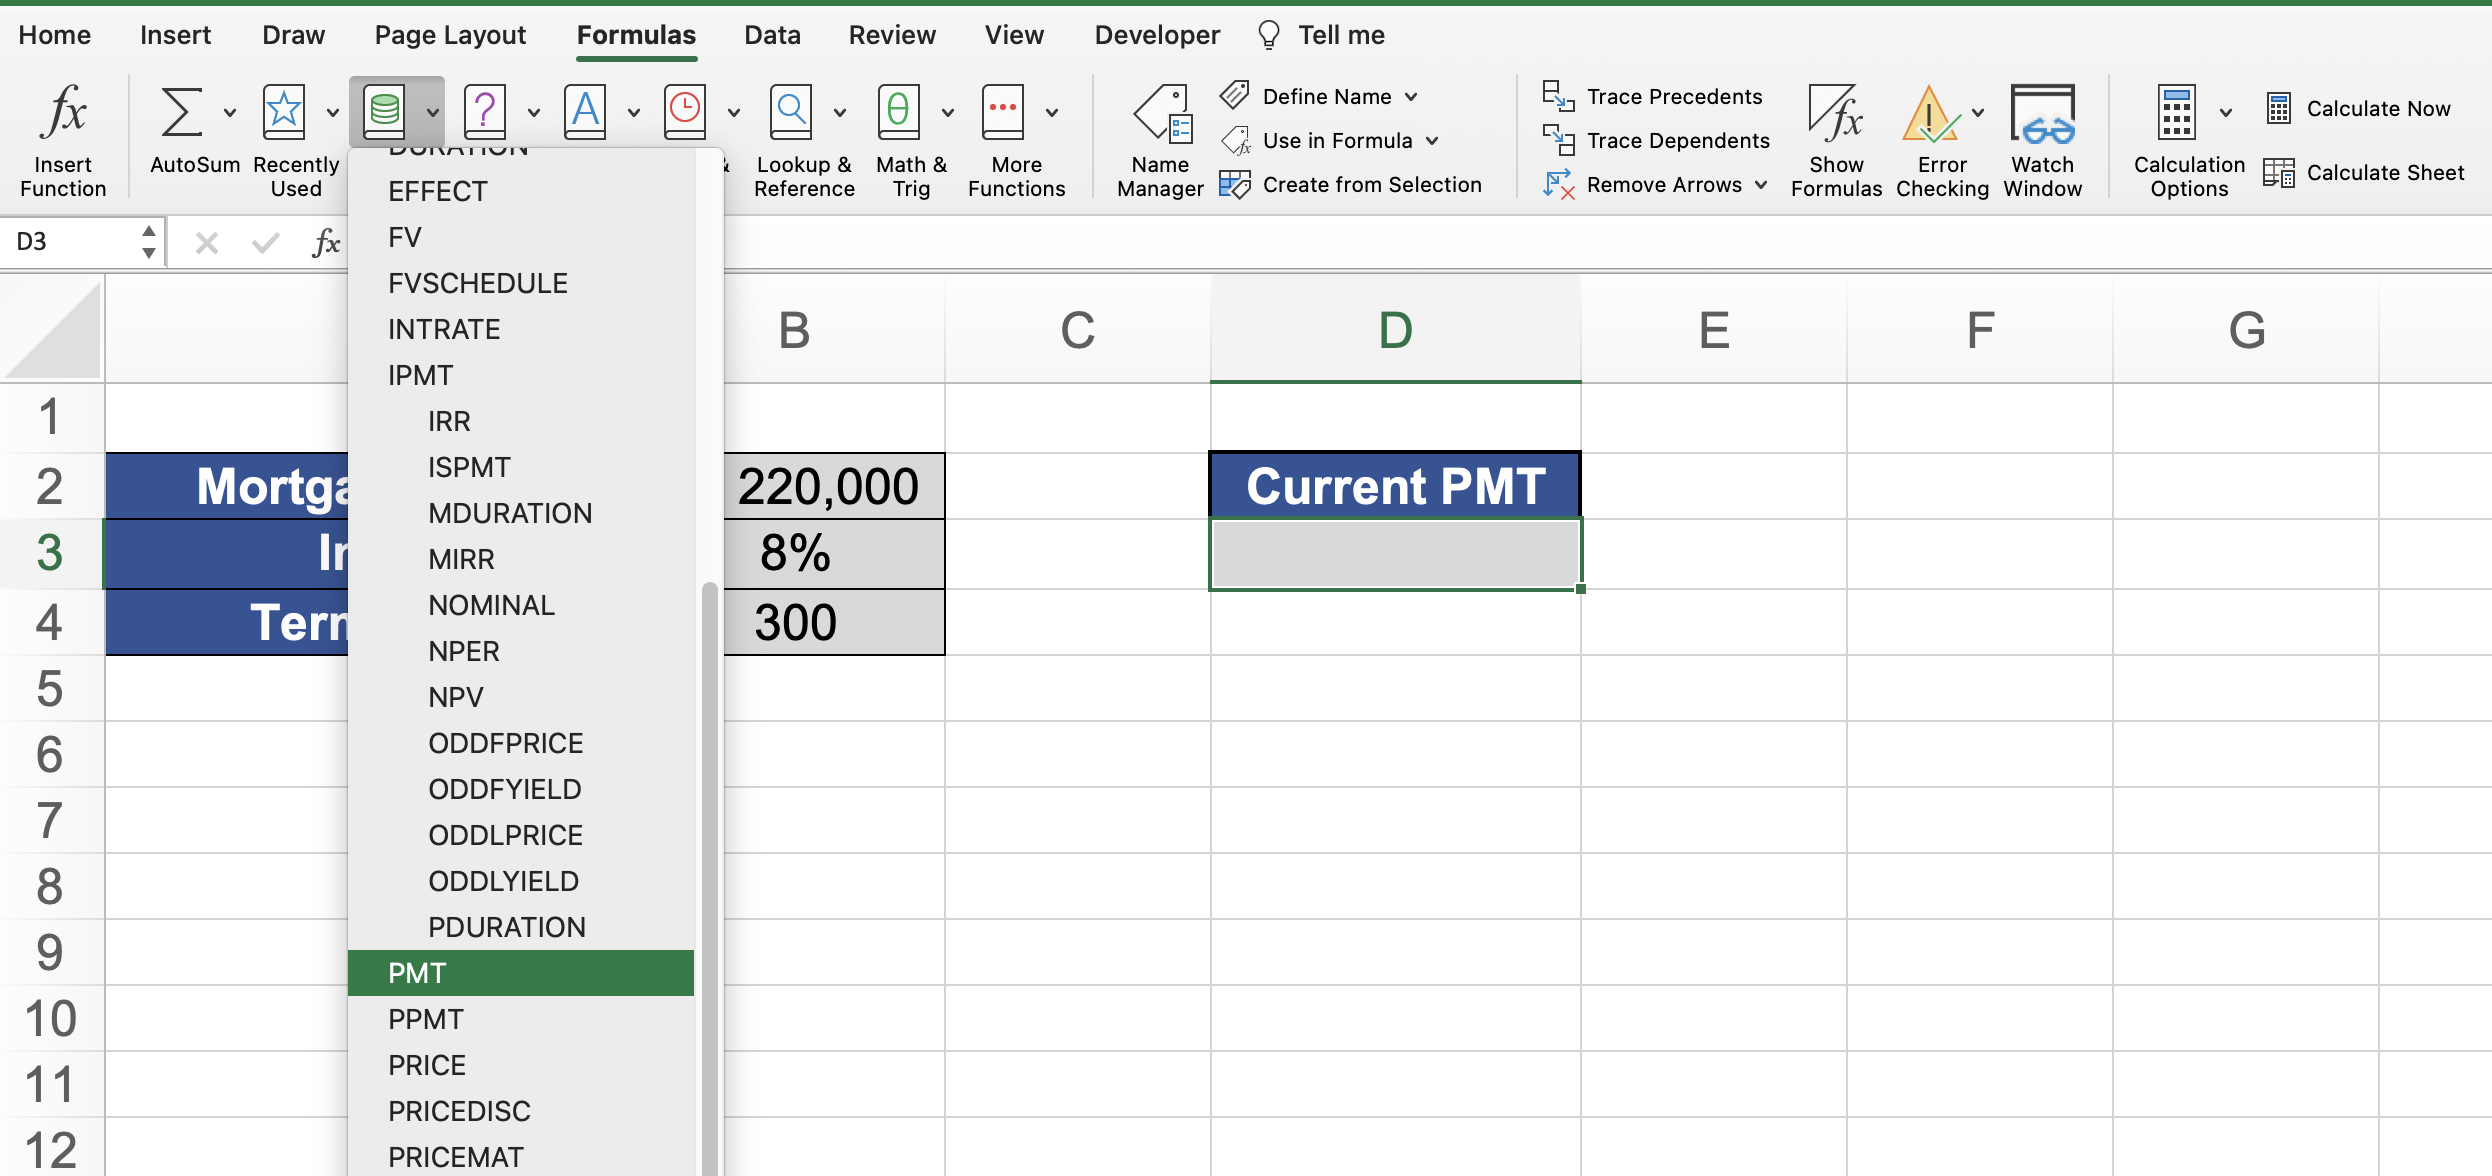 Home Insert Draw Page Layout Formulas Data Review View Developer Tell me
fx
Insert
Function
AutoSum
Recently
Used
&
Lookup &
Reference
Math &
Trig
More
Functions
Name
Manager
Define Name
Use in Formula
Create from Selection
Trace Precedents
Trace Dependents
Remove Arrows
Show
Formulas
Error
Checking
Watch
Window
Calculation
Options
Calculate Now
Calculate Sheet
D3 fx
DURATION
EFFECT
FV
FVSCHEDULE
INTRATE
IPMT
IRR
ISPMT
MDURATION
MIRR
NOMINAL
NPER
NPV
ODDFPRICE
ODDFYIELD
ODDLPRICE
ODDLYIELD
PDURATION
PMT
PPMT
PRICE
PRICEDISC
PRICEMAT
B C D E F G
1
2 Mortga 220,000 Current PMT
3 In 8%
4 Term 300
5
6
7
8
9
10
11
12